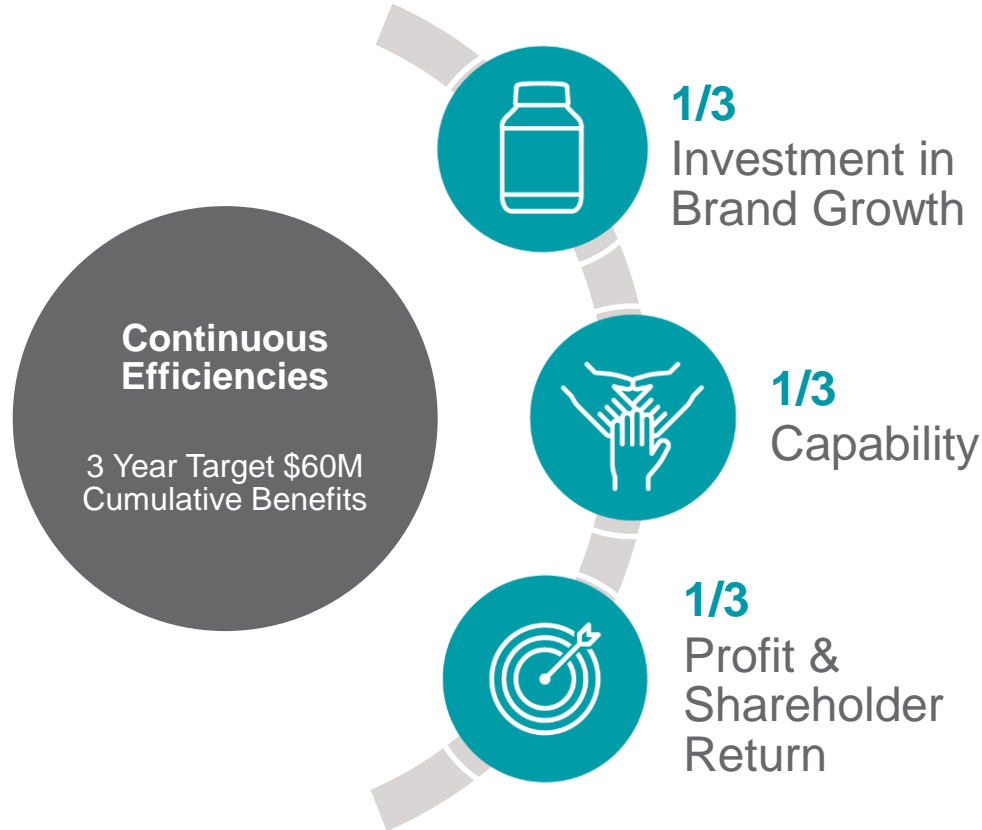 Continuous
Efficiencies
3 Year Target $60M
Cumulative Benefits
1/3
Investment in
Brand Growth
1/3
Capability
1/3
Profit &
Shareholder
Return